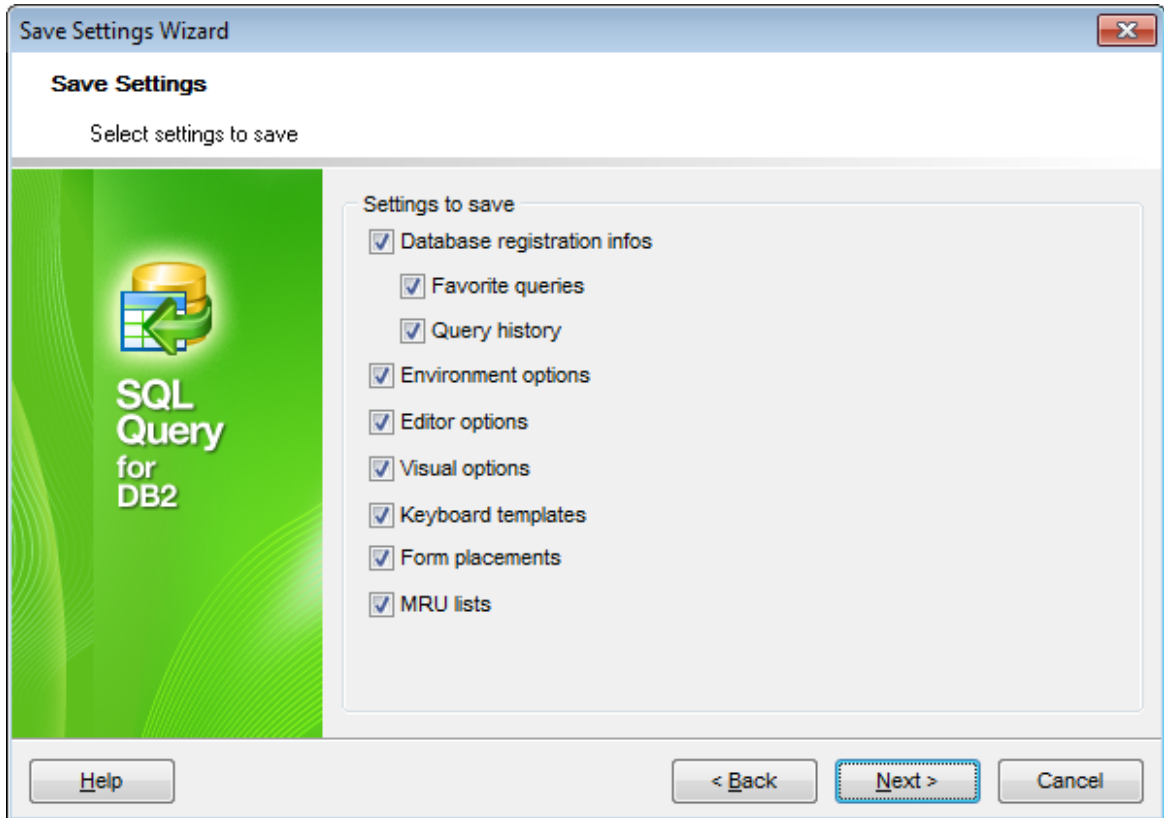 Save Settings Wizard
Save Settings
Select settings to save
SQL
Query
for
DB2
Settings to save
Database registration infos
Favorite queries
Query history
Environment options
Editor options
Visual options
Keyboard templates
Form placements
MRU lists
Help
< Back
Next >
Cancel